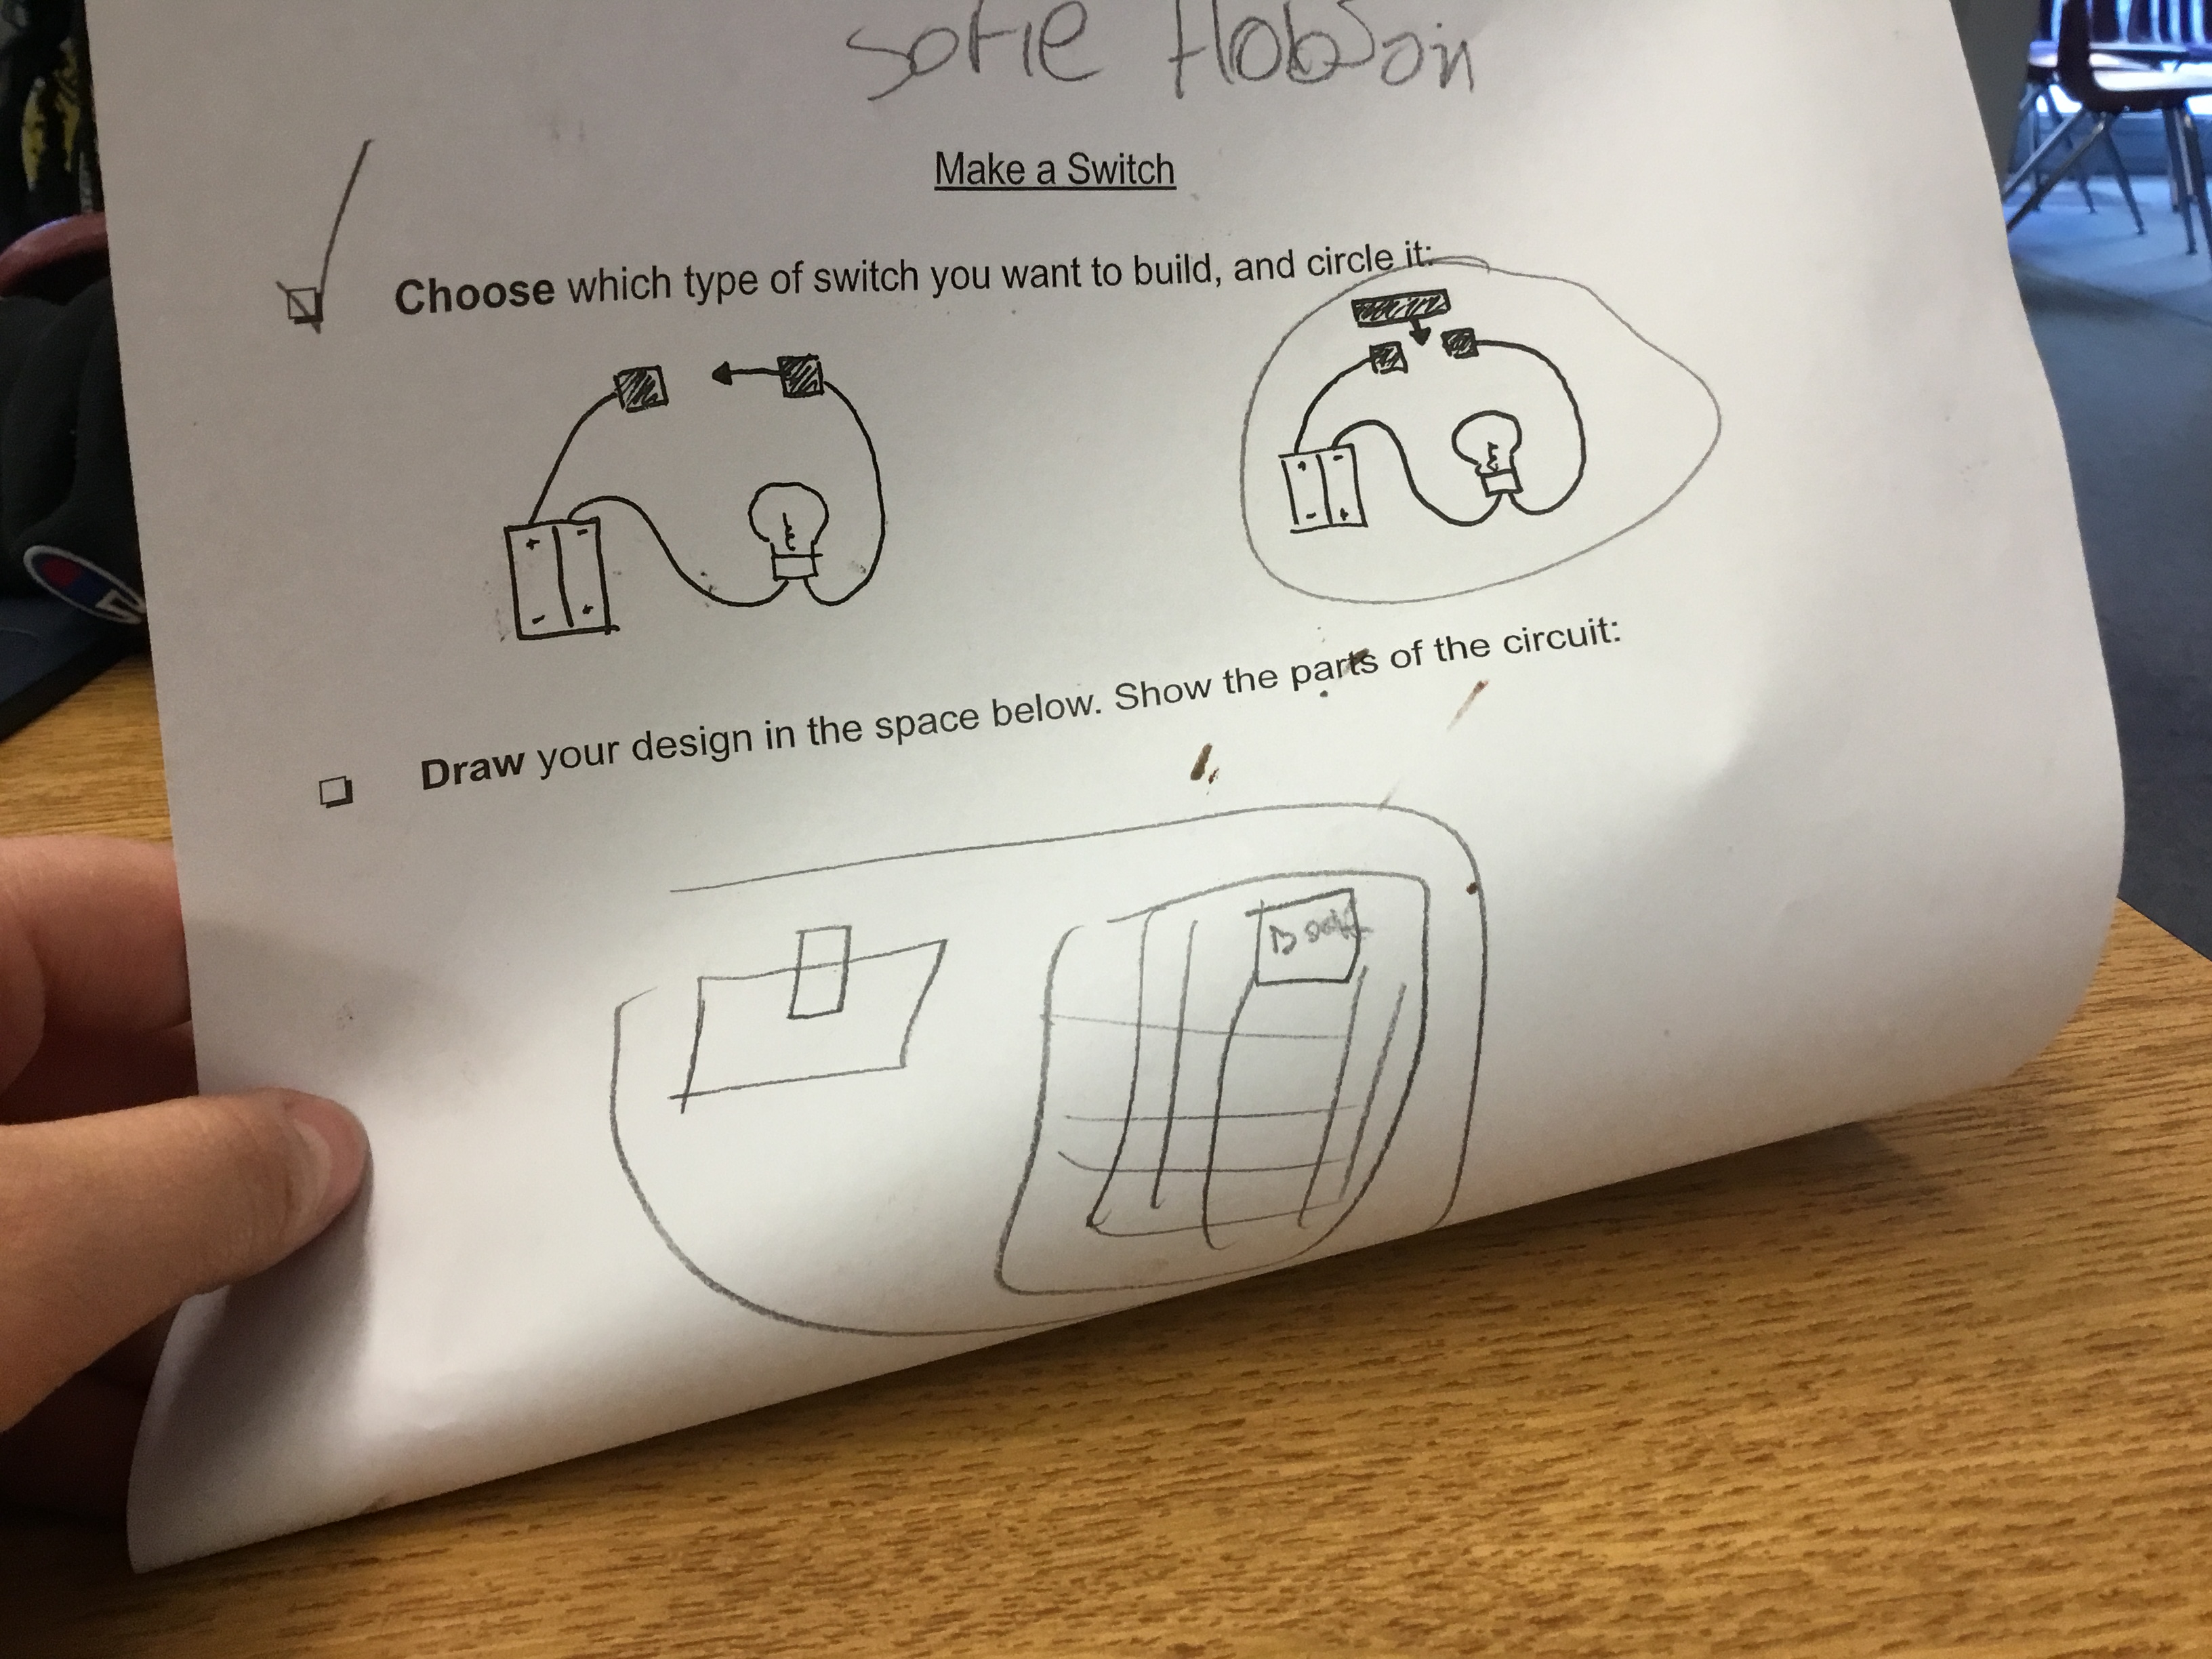 Sofie Hobson
Make a Switch
Choose which type of switch you want to build, and circle it:
+ -
- +
+ -
- +
Draw your design in the space below. Show the parts of the circuit: